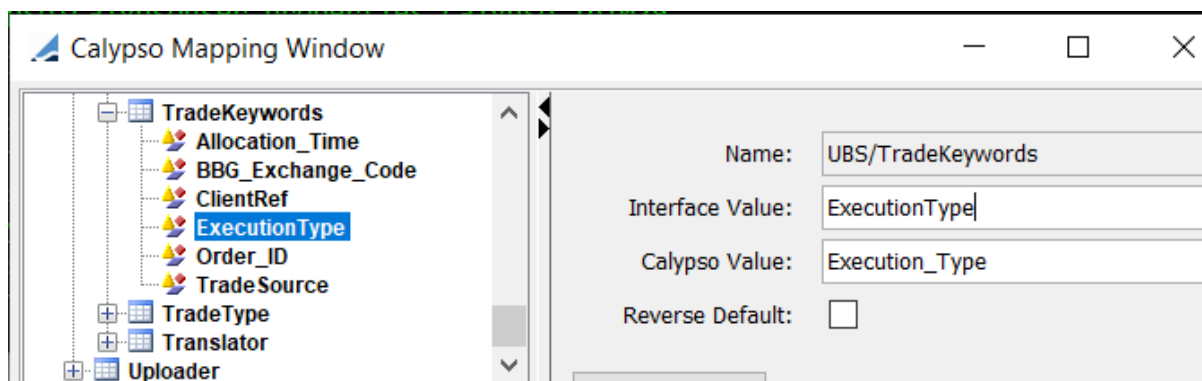 Calypso Mapping Window
TradeKeywords
Allocation_Time
BBG_Exchange_Code
ClientRef
ExecutionType
Order_ID
TradeSource
TradeType
Translator
Uploader
Name: UBS/TradeKeywords
Interface Value: ExecutionType
Calypso Value: Execution_Type
Reverse Default: